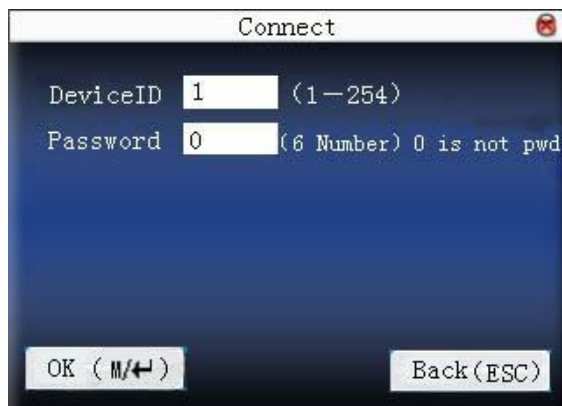 Connect
DeviceID 1 (1—254)
Password 0 (6 Number) 0 is not pwd
OK (M/↵) Back(ESC)